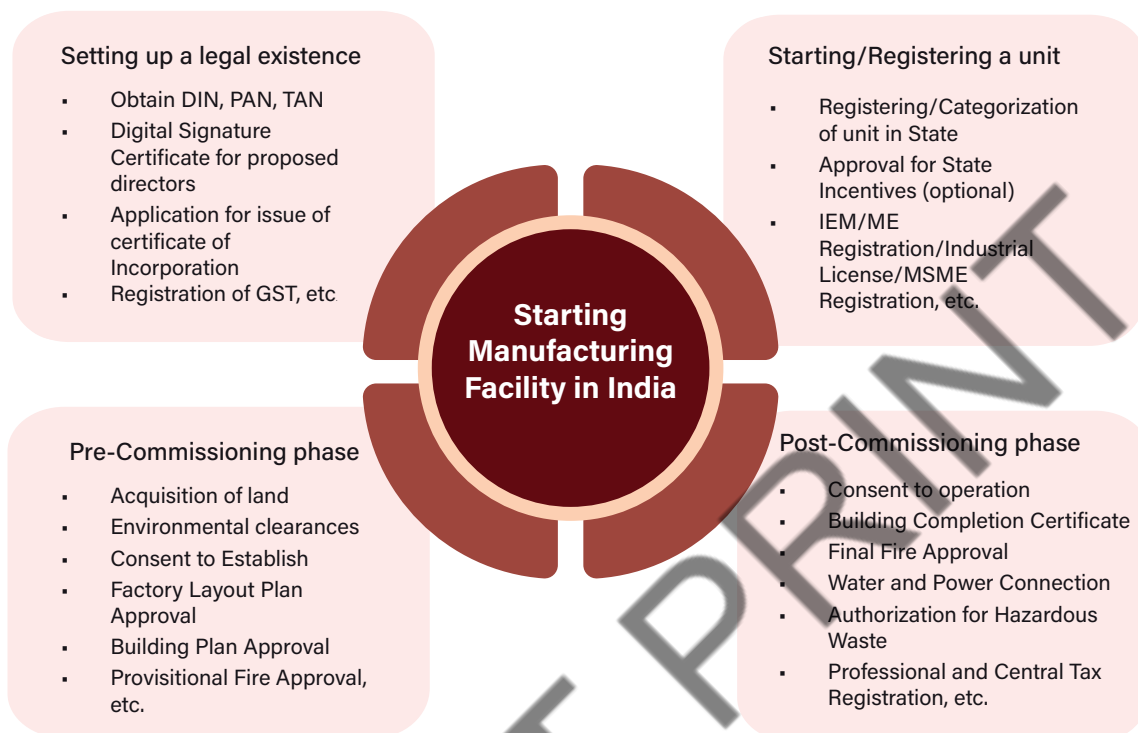 Setting up a legal existence
▪ Obtain DIN, PAN, TAN
▪ Digital Signature
Certificate for proposed
directors
▪ Application for issue of
certificate of
Incorporation
▪ Registration of GST, etc.
Starting/Registering a unit
▪ Registering/Categorization
of unit in State
▪ Approval for State
Incentives (optional)
▪ IEM/ME
Registration/Industrial
License/MSME
Registration, etc.
Starting
Manufacturing
Facility in India
Pre-Commissioning phase
▪ Acquisition of land
▪ Environmental clearances
▪ Consent to Establish
▪ Factory Layout Plan
Approval
▪ Building Plan Approval
▪ Provisitional Fire Approval,
etc.
Post-Commissioning phase
▪ Consent to operation
▪ Building Completion Certificate
▪ Final Fire Approval
▪ Water and Power Connection
▪ Authorization for Hazardous
Waste
▪ Professional and Central Tax
Registration, etc.
PRINT